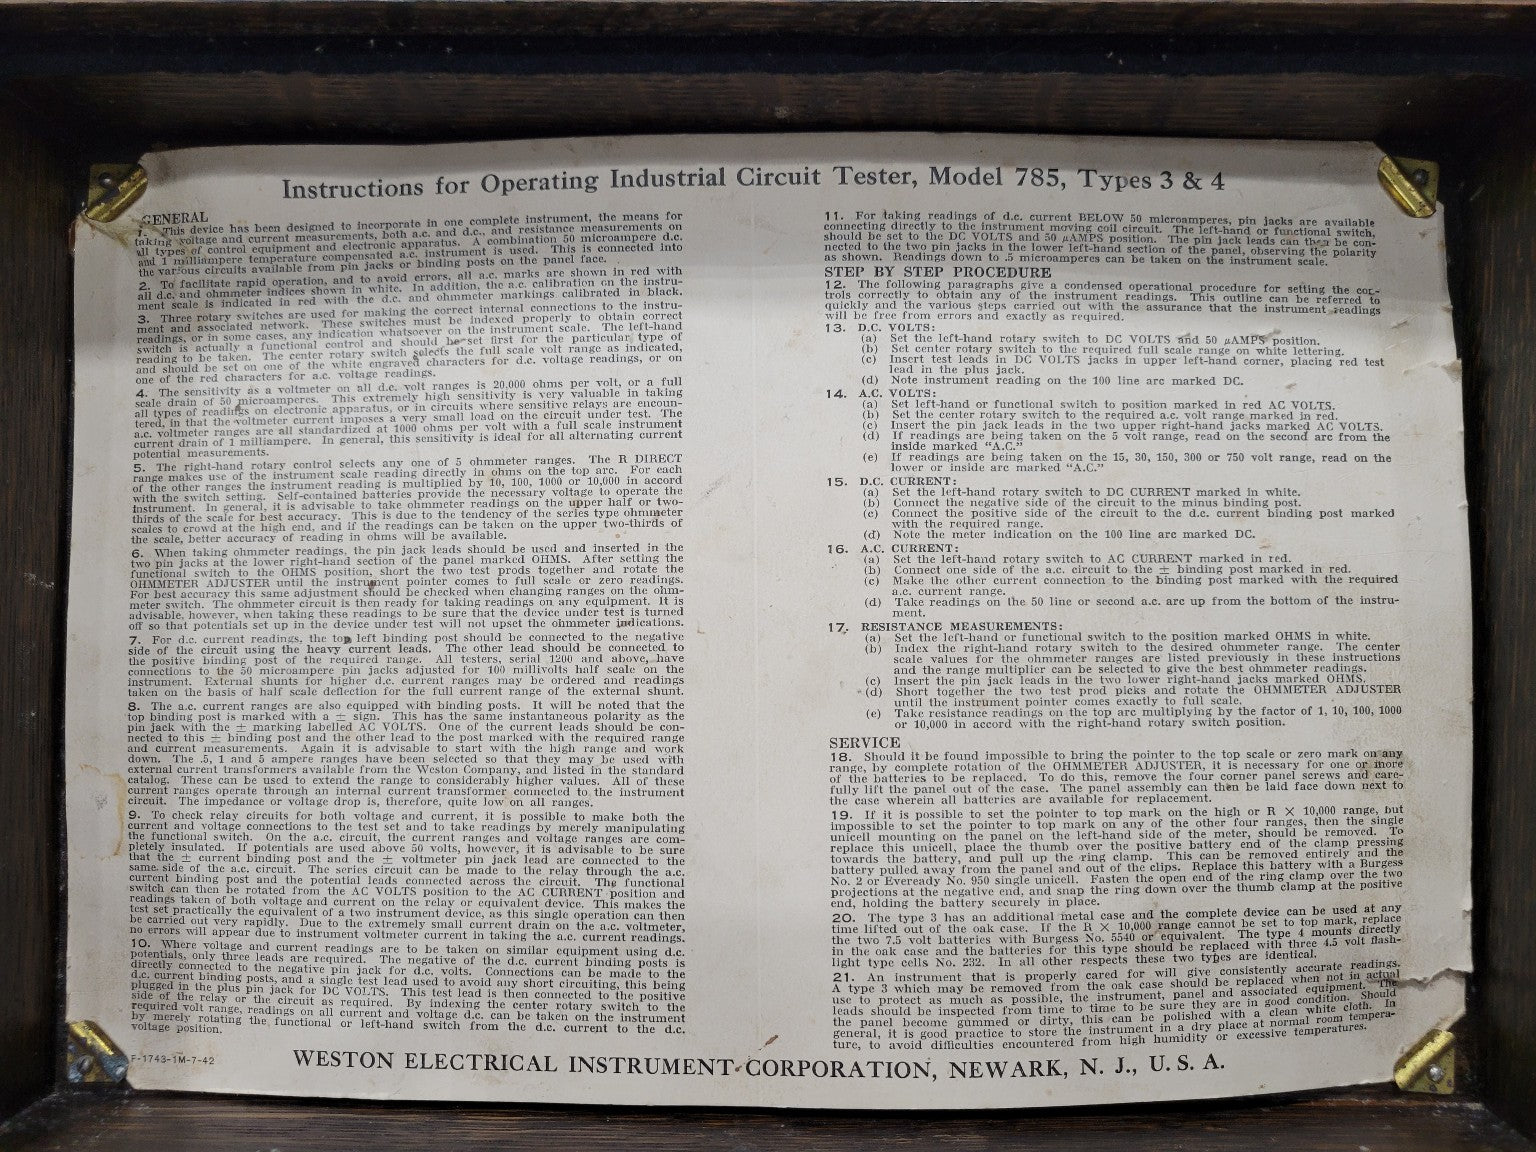 Instructions for Operating Industrial Circuit Tester, Model 785, Types 3 & 4
GENERAL
1. This device has been designed to incorporate in one complete instrument, the means for
taking voltage and current measurements, both a.c. and d.c., and resistance measurements on
all types of control equipment and electronic apparatus. A combination 50 microampere d.c.
and 1 milliampere temperature compensated a.c. instrument is used. This is connected into
the various circuits available from pin jacks or binding posts on the panel face.
2. To facilitate rapid operation, and to avoid errors, all a.c. marks are shown in red with
all d.c. and ohmmeter indices shown in white. In addition, the a.c. calibration on the instru-
ment scale is indicated in red with the d.c. and ohmmeter markings calibrated in black.
3. Three rotary switches are used for making the correct internal connections to the instru-
ment and associated network. These switches must be indexed properly to obtain correct
readings, or in some cases, any indication whatsoever on the instrument scale. The left-hand
switch is actually a functional control and should be set first for the particular type of
reading to be taken. The center rotary switch selects the full scale volt range as indicated,
and should be set on one of the white engraved characters for d.c. voltage readings, or on
one of the red characters for a.c. voltage readings.
4. The sensitivity as a voltmeter on all d.c. volt ranges is 20,000 ohms per volt, or a full
scale drain of 50 microamperes. This extremely high sensitivity is very valuable in taking
all types of readings on electronic apparatus, or in circuits where sensitive relays are encoun-
tered, in that the voltmeter current imposes a very small load on the circuit under test. The
a.c. voltmeter ranges are all standardized at 1000 ohms per volt with a full scale instrument
current drain of 1 milliampere. In general, this sensitivity is ideal for all alternating current
potential measurements.
5. The right-hand rotary control selects any one of 5 ohmmeter ranges. The R DIRECT
range makes use of the instrument scale reading directly in ohms on the top arc. For each
of the other ranges the instrument reading is multiplied by 10, 100, 1000 or 10,000 in accord
with the switch setting. Self-contained batteries provide the necessary voltage to operate the
instrument. In general, it is advisable to take ohmmeter readings on the upper half or two-
thirds of the scale for best accuracy. This is due to the tendency of the series type ohmmeter
scales to crowd at the high end, and if the readings can be taken on the upper two-thirds of
the scale, better accuracy of reading in ohms will be available.
6. When taking ohmmeter readings, the pin jack leads should be used and inserted in the
two pin jacks at the lower right-hand section of the panel marked OHMS. After setting the
functional switch to the OHMS position, short the two test prods together and rotate the
OHMMETER ADJUSTER until the instrument pointer comes to full scale or zero readings.
For best accuracy this same adjustment should be checked when changing ranges on the ohm-
meter switch. The ohmmeter circuit is then ready for taking readings on any equipment. It is
advisable, however, when taking these readings to be sure that the device under test is turned
off so that potentials set up in the device under test will not upset the ohmmeter indications.
7. For d.c. current readings, the top left binding post should be connected to the negative
side of the circuit using the heavy current leads. The other lead should be connected to
the positive binding post of the required range. All testers, serial 1200 and above, have
connections to the 50 microampere pin jacks adjusted for 100 millivolts half scale on the
instrument. External shunts for higher d.c. current ranges may be ordered and readings
taken on the basis of half scale deflection for the full current range of the external shunt.
8. The a.c. current ranges are also equipped with binding posts. It will be noted that the
top binding post is marked with a ± sign. This has the same instantaneous polarity as the
pin jack with the ± marking labelled AC VOLTS. One of the current leads should be con-
nected to this ± binding post and the other lead to the post marked with the required range
and current measurements. Again it is advisable to start with the high range and work
down. The .5, 1 and 5 ampere ranges have been selected so that they may be used with
external current transformers available from the Weston Company, and listed in the standard
catalog. These can be used to extend the range to considerably higher values. All of these
current ranges operate through an internal current transformer connected to the instrument
circuit. The impedance or voltage drop is, therefore, quite low on all ranges.
9. To check relay circuits for both voltage and current, it is possible to make both the
current and voltage connections to the test set and to take readings by merely manipulating
the functional switch. On the a.c. circuit, the current ranges and voltage ranges are com-
pletely insulated. If potentials are used above 50 volts, however, it is advisable to be sure
that the ± current binding post and the ± voltmeter pin jack lead are connected to the
same side of the a.c. circuit. The series circuit can be made to the relay through the a.c.
current binding post and the potential leads connected across the circuit. The functional
switch can then be rotated from the AC VOLTS position to the AC CURRENT position and
readings taken of both voltage and current on the relay or equivalent device. This makes the
test set practically the equivalent of a two instrument device, as this single operation can then
be carried out very rapidly. Due to the extremely small current drain on the a.c. voltmeter,
no errors will appear due to instrument voltmeter current in taking the a.c. current readings.
10. Where voltage and current readings are to be taken on similar equipment using d.c.
potentials, only three leads are required. The negative of the d.c. current binding posts is
directly connected to the negative pin jack for d.c. volts. Connections can be made to the
d.c. current binding posts, and a single test lead used to avoid any short circuiting, this being
plugged in the plus pin jack for DC VOLTS. This test lead is then connected to the positive
side of the relay or the circuit as required. By indexing the center rotary switch to the
required volt range, readings on all current and voltage d.c. can be taken on the instrument
by merely rotating the functional or left-hand switch from the d.c. current to the d.c.
voltage position.
11. For taking readings of d.c. current BELOW 50 microamperes, pin jacks are available
connecting directly to the instrument moving coil circuit. The left-hand or functional switch,
should be set to the DC VOLTS and 50 µAMPS position. The pin jack leads can then be con-
nected to the two pin jacks in the lower left-hand section of the panel, observing the polarity
as shown. Readings down to .5 microamperes can be taken on the instrument scale.
STEP BY STEP PROCEDURE
12. The following paragraphs give a condensed operational procedure for setting the con-
trols correctly to obtain any of the instrument readings. This outline can be referred to
quickly and the various steps carried out with the assurance that the instrument readings
will be free from errors and exactly as required.
13. D.C. VOLTS:
(a) Set the left-hand rotary switch to DC VOLTS and 50 µAMPS position.
(b) Set center rotary switch to the required full scale range on white lettering.
(c) Insert test leads in DC VOLTS jacks in upper left-hand corner, placing red test
lead in the plus jack.
(d) Note instrument reading on the 100 line arc marked DC.
14. A.C. VOLTS:
(a) Set left-hand or functional switch to position marked in red AC VOLTS.
(b) Set the center rotary switch to the required a.c. volt range marked in red.
(c) Insert the pin jack leads in the two upper right-hand jacks marked AC VOLTS.
(d) If readings are being taken on the 5 volt range, read on the second arc from the
inside marked "A.C."
(e) If readings are being taken on the 15, 30, 150, 300 or 750 volt range, read on the
lower or inside arc marked "A.C."
15. D.C. CURRENT:
(a) Set the left-hand rotary switch to DC CURRENT marked in white.
(b) Connect the negative side of the circuit to the minus binding post.
(c) Connect the positive side of the circuit to the d.c. current binding post marked
with the required range.
(d) Note the meter indication on the 100 line arc marked DC.
16. A.C. CURRENT:
(a) Set the left-hand rotary switch to AC CURRENT marked in red.
(b) Connect one side of the a.c. circuit to the ± binding post marked in red.
(c) Make the other current connection to the binding post marked with the required
a.c. current range.
(d) Take readings on the 50 line or second a.c. arc up from the bottom of the instru-
ment.
17. RESISTANCE MEASUREMENTS:
(a) Set the left-hand or functional switch to the position marked OHMS in white.
(b) Index the right-hand rotary switch to the desired ohmmeter range. The center
scale values for the ohmmeter ranges are listed previously in these instructions
and the range multiplier can be selected to give the best ohmmeter readings.
(c) Insert the pin jack leads in the two lower right-hand jacks marked OHMS.
(d) Short together the two test prod picks and rotate the OHMMETER ADJUSTER
until the instrument pointer comes exactly to full scale.
(e) Take resistance readings on the top arc multiplying by the factor of 1, 10, 100, 1000
or 10,000 in accord with the right-hand rotary switch position.
SERVICE
18. Should it be found impossible to bring the pointer to the top scale or zero mark on any
range, by complete rotation of the OHMMETER ADJUSTER, it is necessary for one or more
of the batteries to be replaced. To do this, remove the four corner panel screws and care-
fully lift the panel out of the case. The panel assembly can then be laid face down next to
the case wherein all batteries are available for replacement.
19. If it is possible to set the pointer to top mark on the high or R × 10,000 range, but
impossible to set the pointer to top mark on any of the other four ranges, then the single
unicell mounting on the panel on the left-hand side of the meter, should be removed. To
replace this unicell, place the thumb over the positive battery end of the clamp pressing
towards the battery, and pull up the ring clamp. This can be removed entirely and the
battery pulled away from the panel and out of the clips. Replace this battery with a Burgess
No. 2 or Eveready No. 950 single unicell. Fasten the open end of the ring clamp over the two
projections at the negative end, and snap the ring down over the thumb clamp at the positive
end, holding the battery securely in place.
20. The type 3 has an additional metal case and the complete device can be used at any
time lifted out of the oak case. If the R × 10,000 range cannot be set to top mark, replace
the two 7.5 volt batteries with Burgess No. 5540 or equivalent. The type 4 mounts directly
in the oak case and the batteries for this type should be replaced with three 4.5 volt flash-
light type cells No. 232. In all other respects these two types are identical.
21. An instrument that is properly cared for will give consistently accurate readings.
A type 3 which may be removed from the oak case should be replaced when not in actual
use to protect as much as possible, the instrument, panel and associated equipment. The
leads should be inspected from time to time to be sure they are in good condition. Should
the panel become gummed or dirty, this can be polished with a clean white cloth. In
general, it is good practice to store the instrument in a dry place at normal room tempera-
ture, to avoid difficulties encountered from high humidity or excessive temperatures.
F-1743-1M-7-42
WESTON ELECTRICAL INSTRUMENT CORPORATION, NEWARK, N. J., U. S. A.